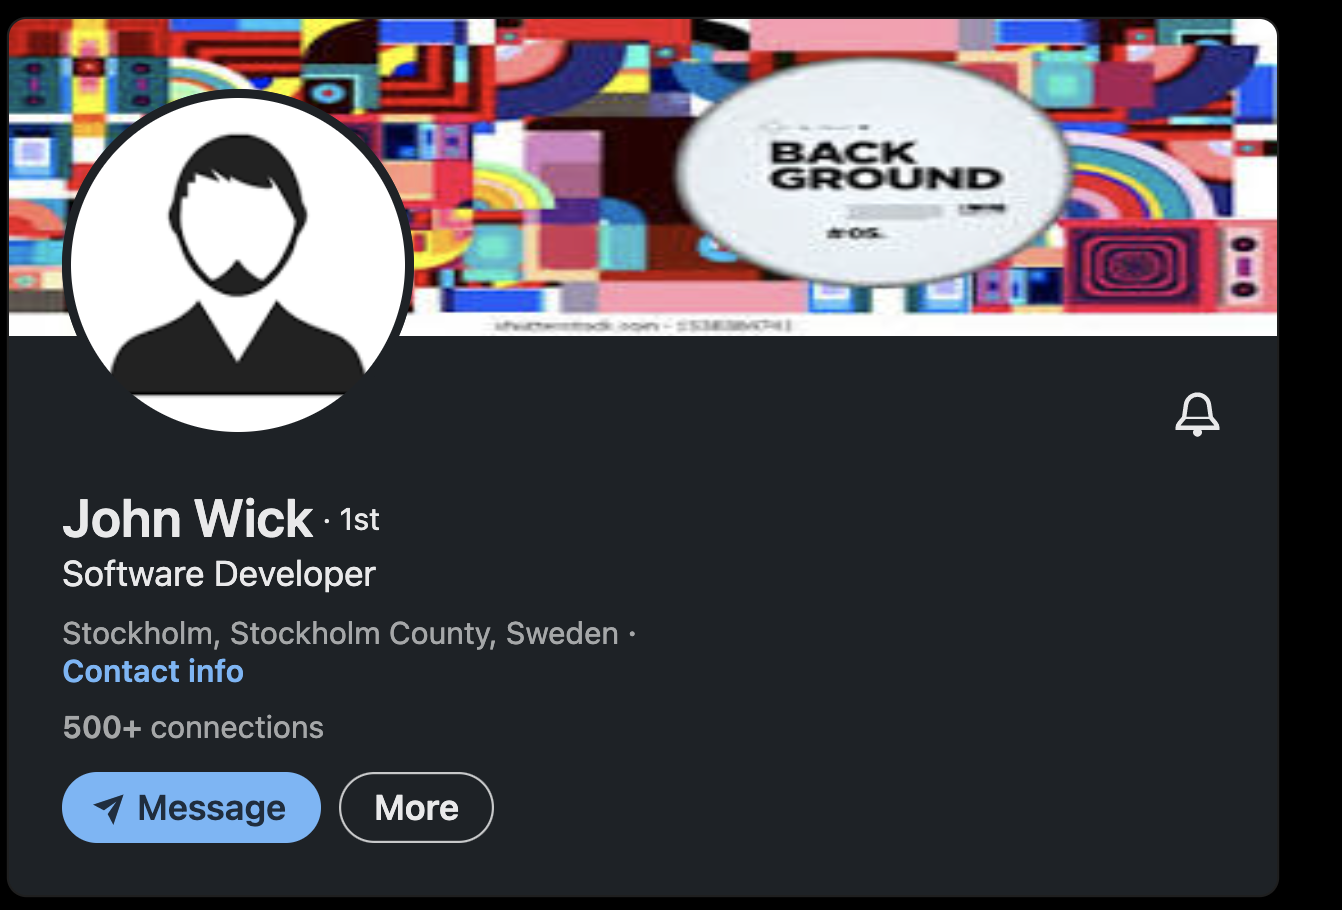 BACK
GROUND
#05.
John Wick · 1st
Software Developer
Stockholm, Stockholm County, Sweden ·
Contact info
500+ connections
Message
More